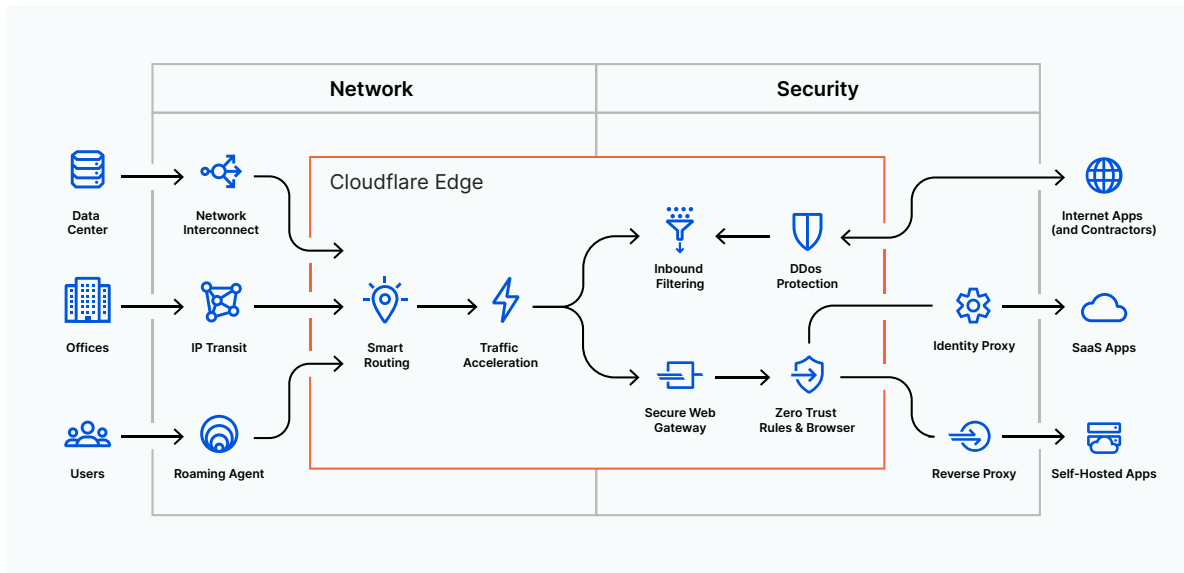 Network
Security
Cloudflare Edge
Data
Center
Network
Interconnect
Inbound
Filtering
DDos
Protection
Internet Apps
(and Contractors)
Offices
IP Transit
Smart
Routing
Traffic
Acceleration
Identity Proxy
SaaS Apps
Secure Web
Gateway
Zero Trust
Rules & Browser
Users
Roaming Agent
Reverse Proxy
Self-Hosted Apps